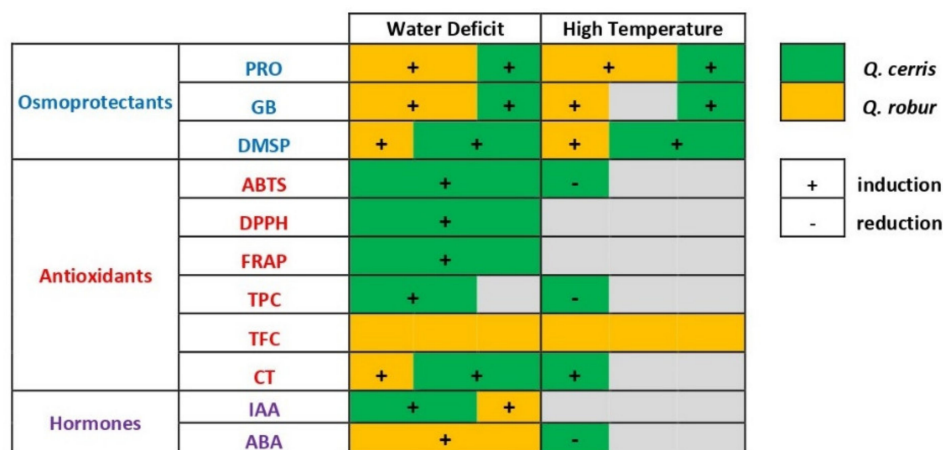 Water Deficit High Temperature
PRO + + + + Q. cerris
Osmoprotectants GB + + + + Q. robur
DMSP + + + +
ABTS + - + induction
DPPH + - reduction
FRAP +
Antioxidants
TPC + -
TFC
CT + + +
IAA + +
Hormones
ABA + -